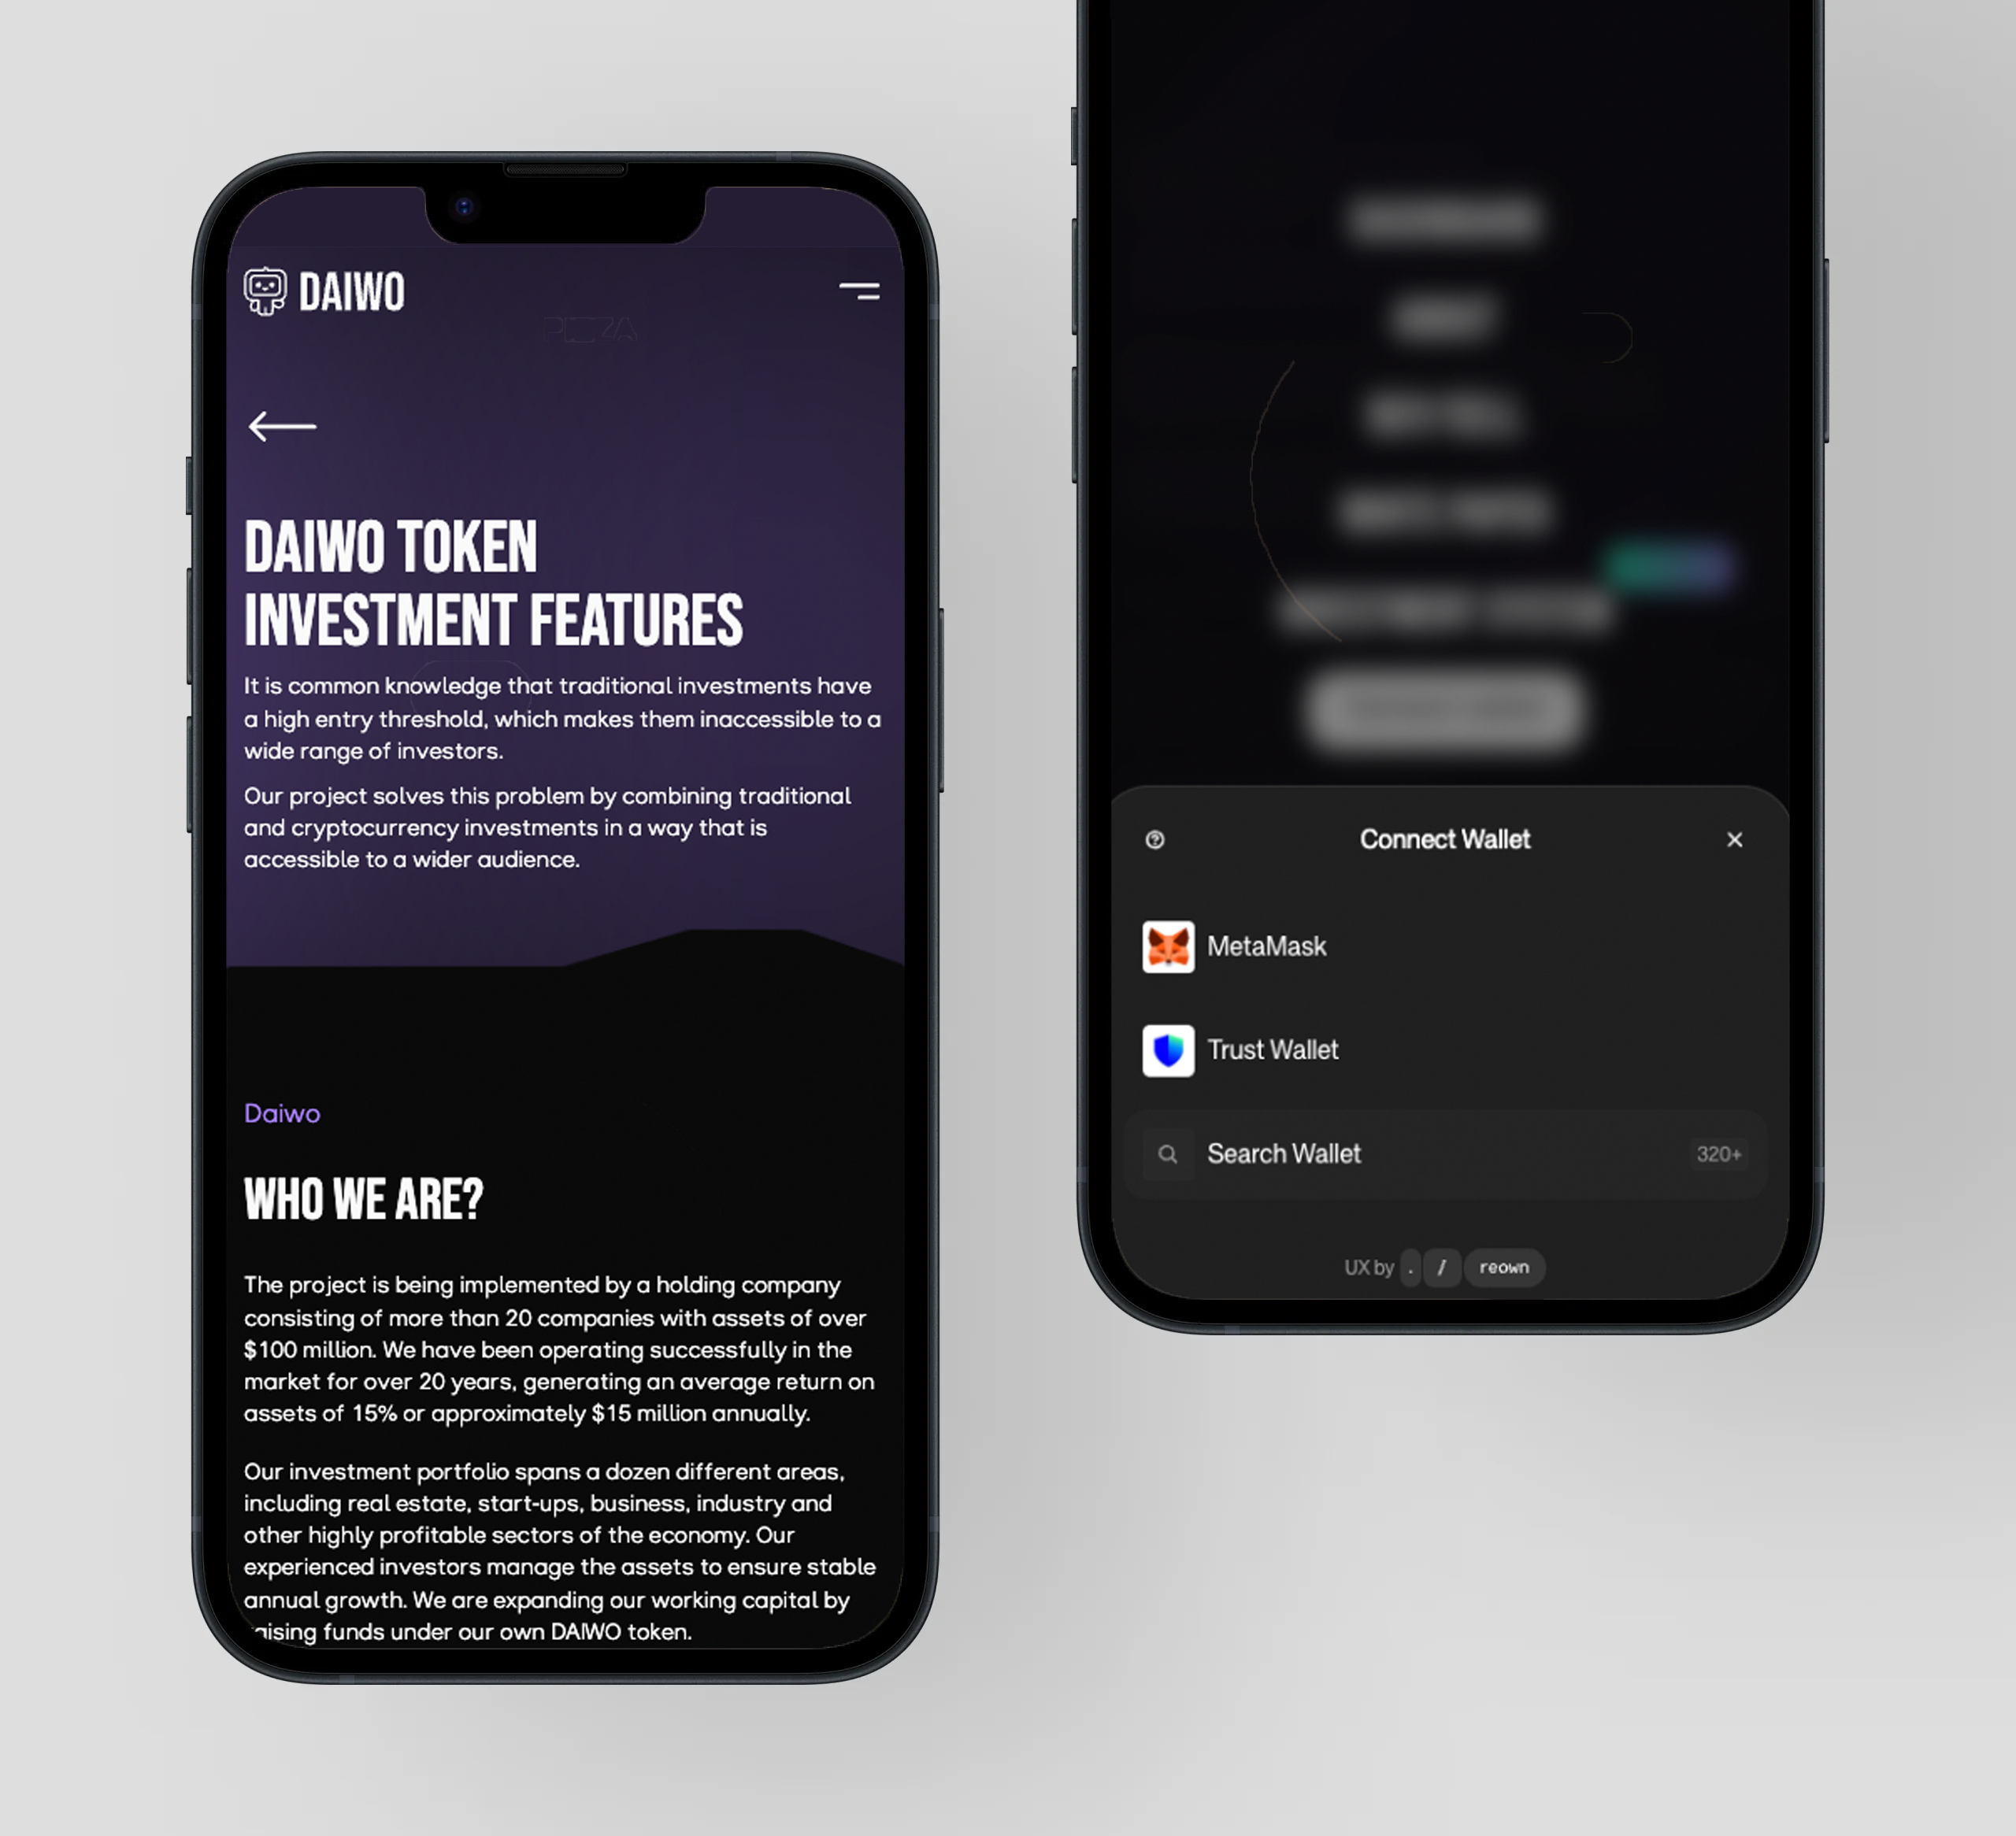 DAIWO
DAIWO TOKEN
INVESTMENT FEATURES
It is common knowledge that traditional investments have
a high entry threshold, which makes them inaccessible to a
wide range of investors.
Our project solves this problem by combining traditional
and cryptocurrency investments in a way that is
accessible to a wider audience.
Daiwo
WHO WE ARE?
The project is being implemented by a holding company
consisting of more than 20 companies with assets of over
$100 million. We have been operating successfully in the
market for over 20 years, generating an average return on
assets of 15% or approximately $15 million annually.
Our investment portfolio spans a dozen different areas,
including real estate, start-ups, business, industry and
other highly profitable sectors of the economy. Our
experienced investors manage the assets to ensure stable
annual growth. We are expanding our working capital by
raising funds under our own DAIWO token.
Connect Wallet
MetaMask
Trust Wallet
Search Wallet 320+
UX by . / reown